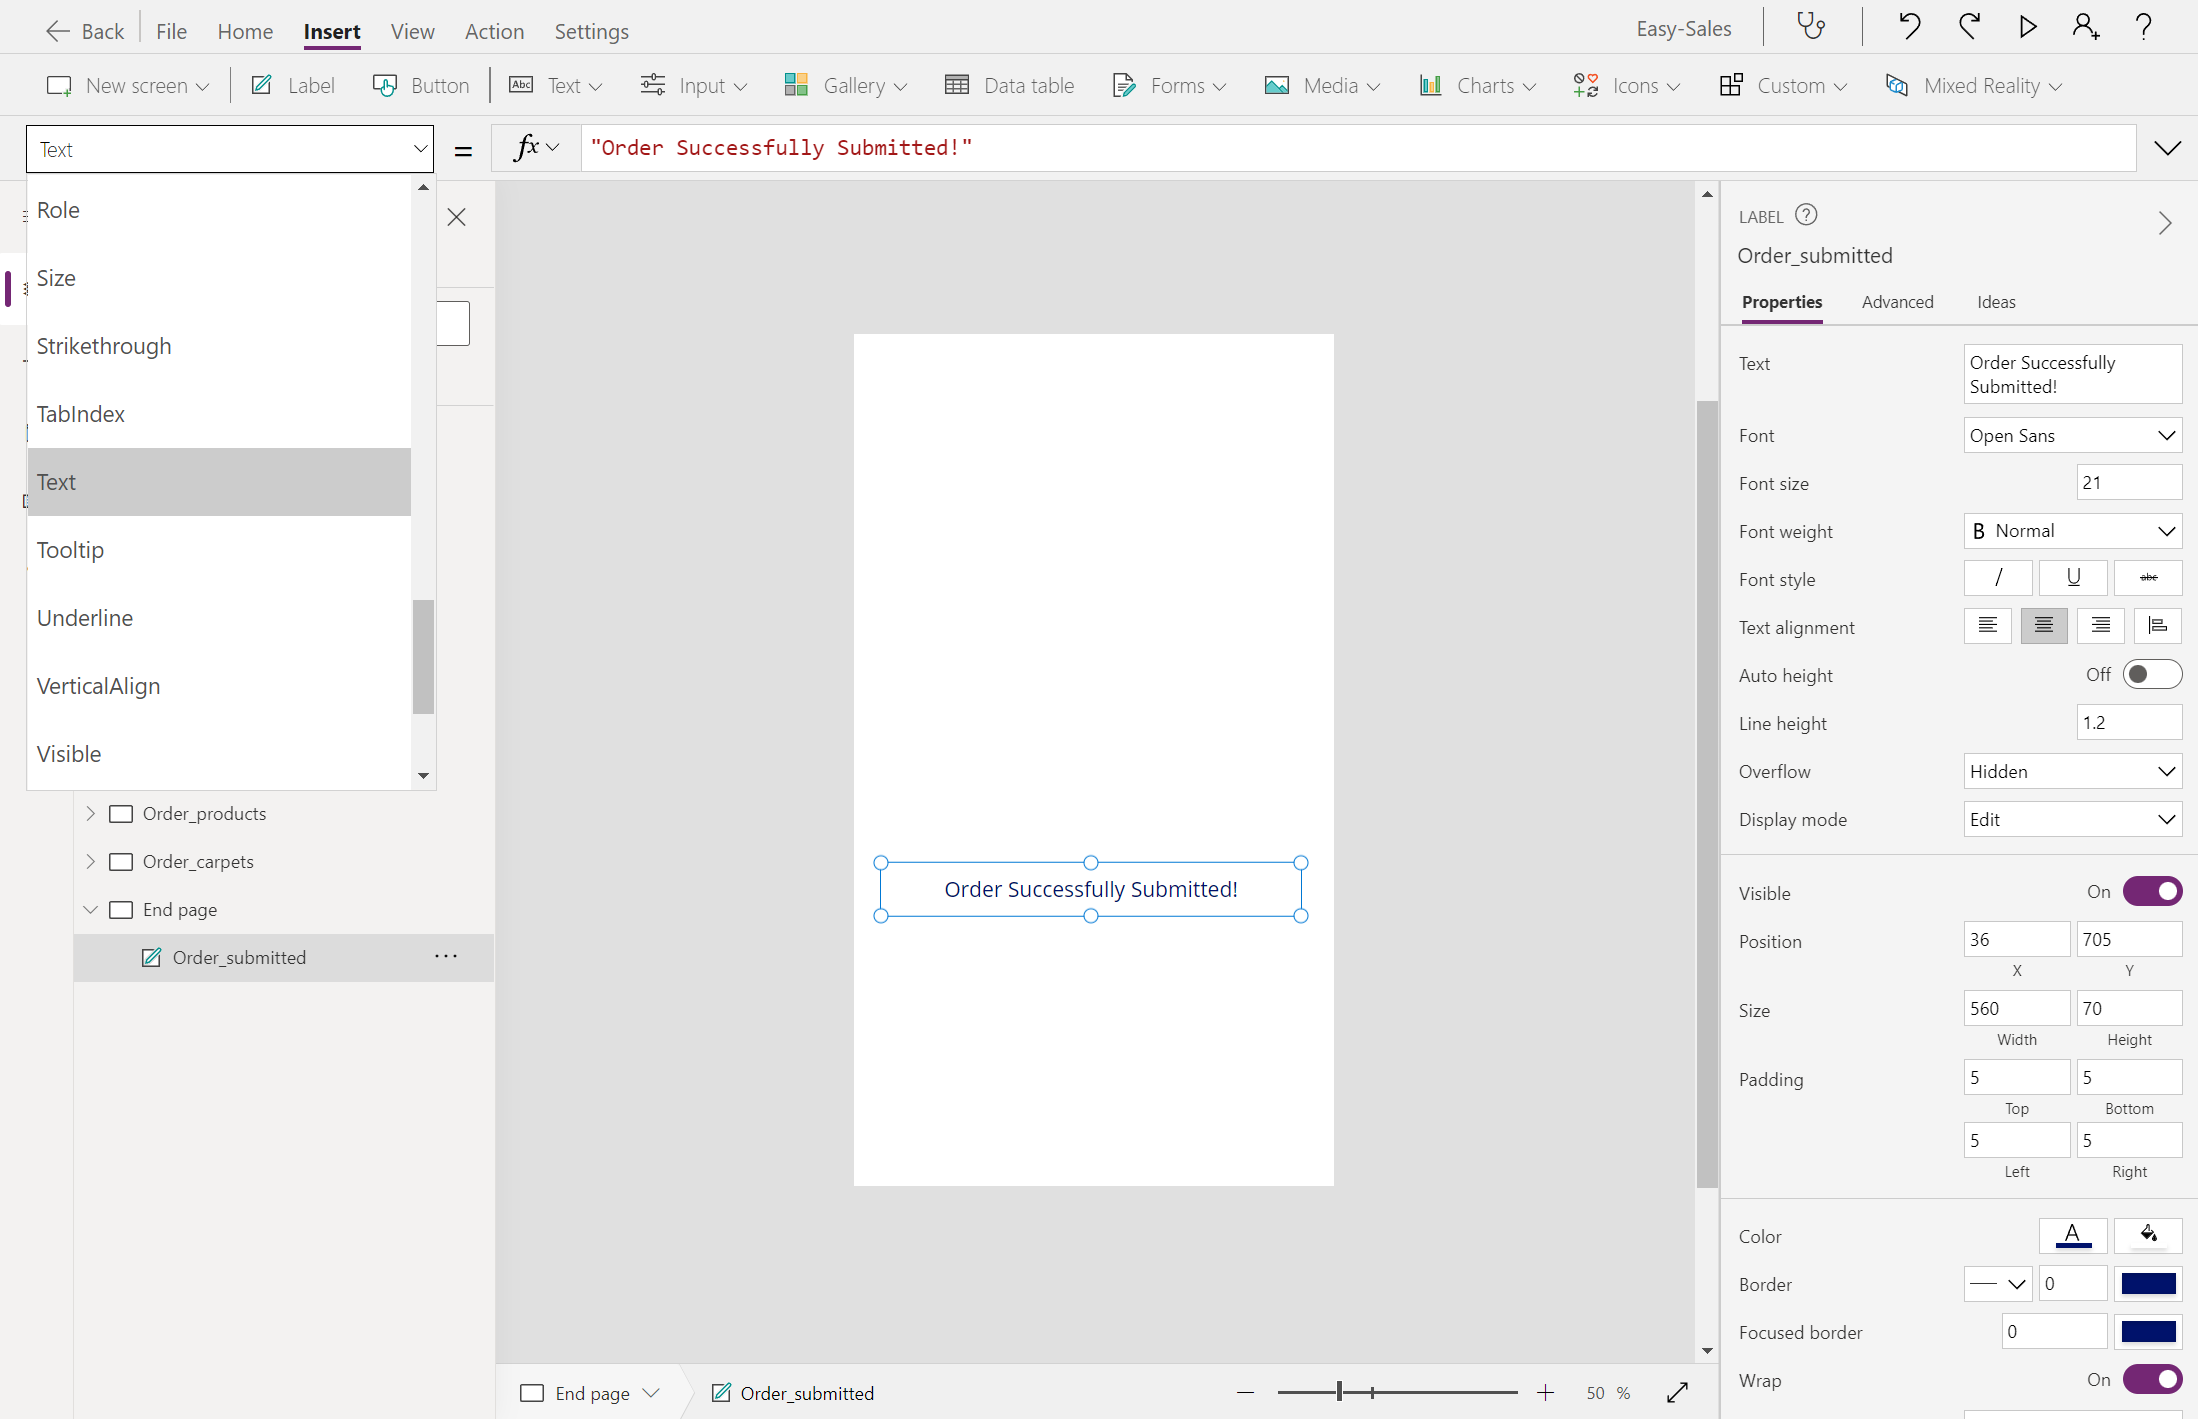 Back File Home Insert View Action Settings Easy-Sales
New screen Label Button Abc Text Input Gallery Data table Forms Media Charts Icons Custom Mixed Reality
Text = fx "Order Successfully Submitted!"
Role
Size
Strikethrough
TabIndex
Text
Tooltip
Underline
VerticalAlign
Visible
Order_products
Order_carpets
End page
Order_submitted ...
Order Successfully Submitted!
End page Order_submitted 50 %
LABEL ?
Order_submitted
Properties Advanced Ideas
Text Order Successfully
Submitted!
Font Open Sans
Font size 21
Font weight B Normal
Font style / U abc
Text alignment
Auto height Off
Line height 1.2
Overflow Hidden
Display mode Edit
Visible On
Position 36 705
X Y
Size 560 70
Width Height
Padding 5 5
Top Bottom
5 5
Left Right
Color A
Border 0
Focused border 0
Wrap On